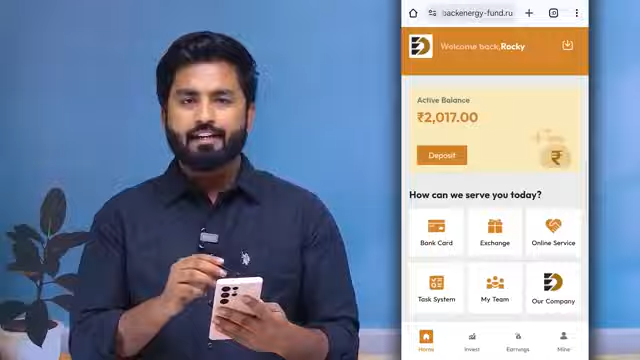 backenergy-fund.ru
Welcome back,Rocky
Active Balance
₹2,017.00
Deposit
How can we serve you today?
Bank Card
Exchange
Online Service
Task System
My Team
Our Company
Home
Invest
Earnings
Mine